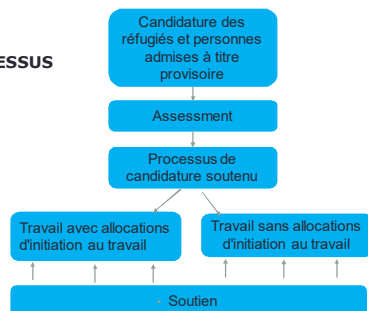 Candidature des
réfugiés et personnes
admises à titre
provisoire
ESSUS
Assessment
Processus de
candidature soutenu
Travail avec allocations
d'initiation au travail
Travail sans allocations
d'initiation au travail
• Soutien